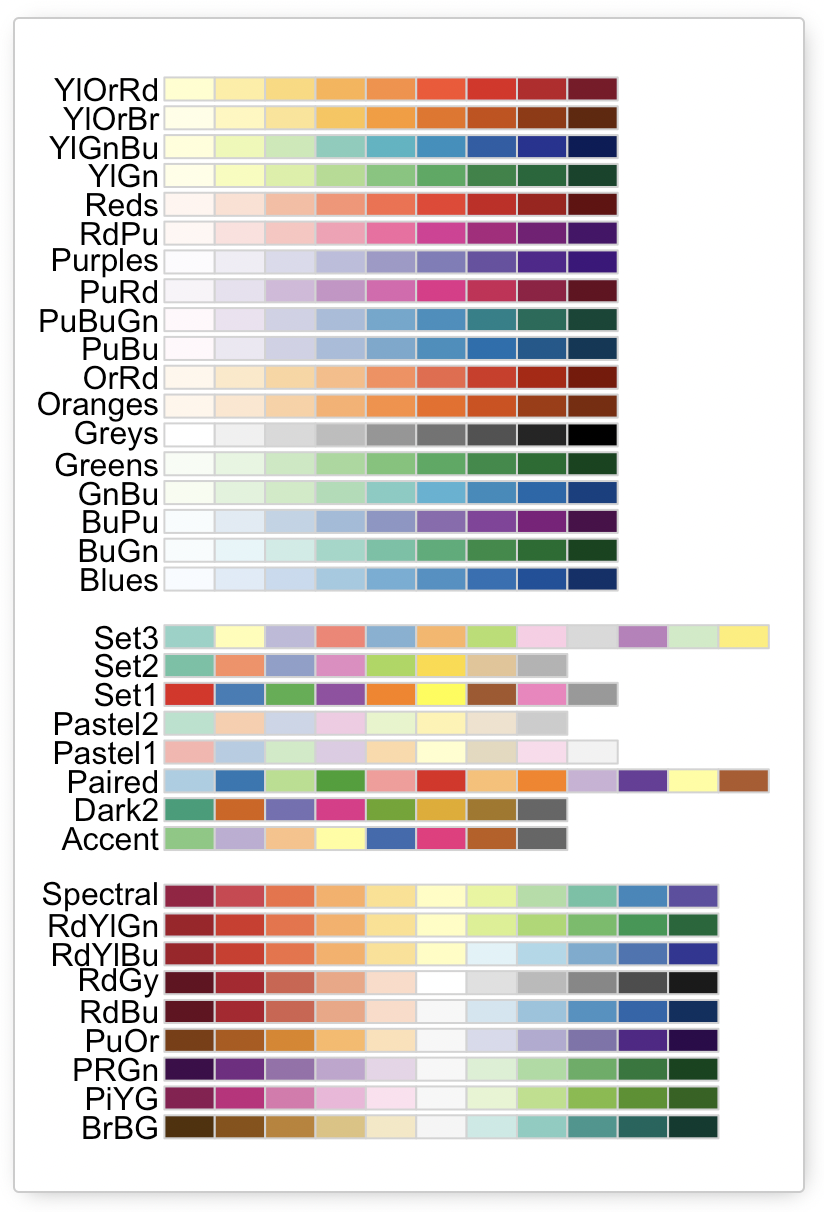 YlOrRd
YlOrBr
YlGnBu
YlGn
Reds
RdPu
Purples
PuRd
PuBuGn
PuBu
OrRd
Oranges
Greys
Greens
GnBu
BuPu
BuGn
Blues
Set3
Set2
Set1
Pastel2
Pastel1
Paired
Dark2
Accent
Spectral
RdYlGn
RdYlBu
RdGy
RdBu
PuOr
PRGn
PiYG
BrBG